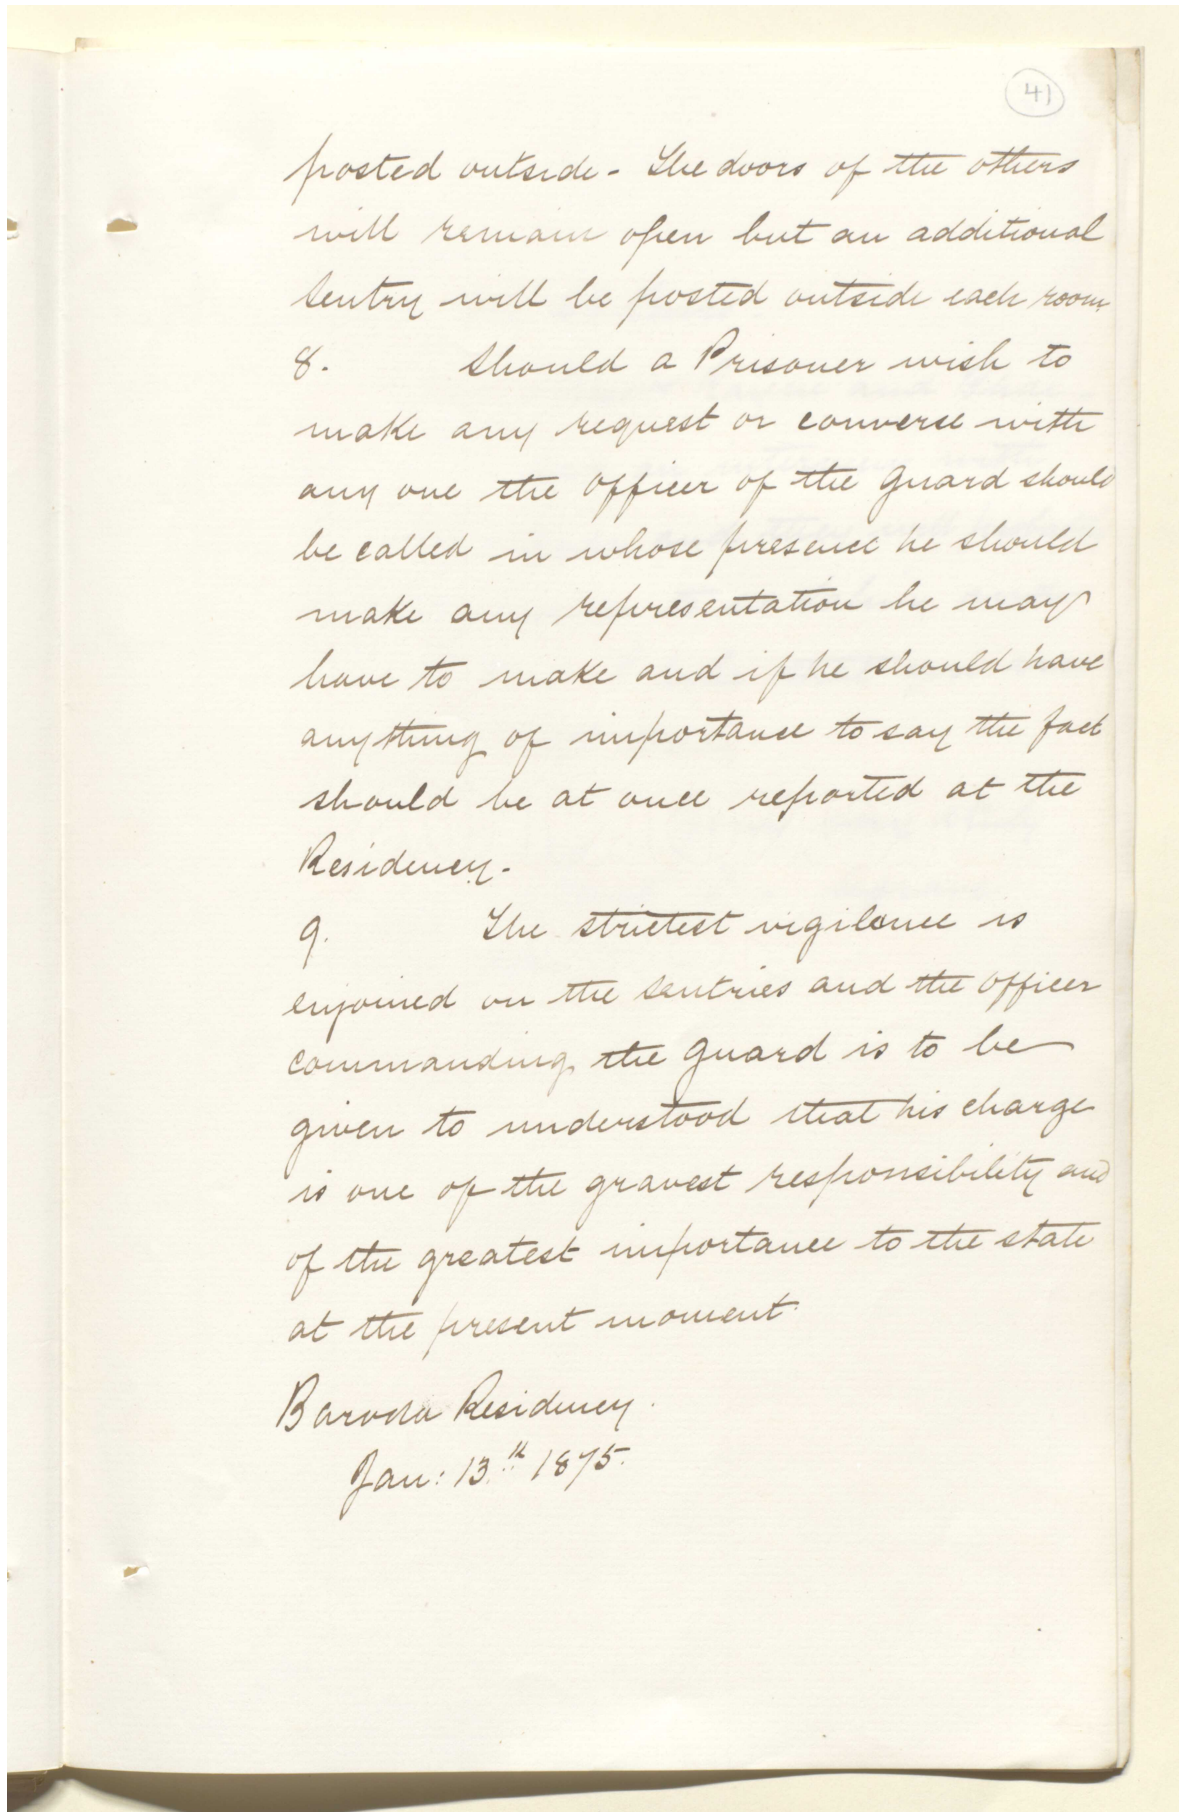 41
posted outside - The doors of the others
will remain open but an additional
Sentry will be posted outside each room
8. Should a Prisoner wish to
make any request or converse with
any one the Officer of the Guard should
be called in whose presence he should
make any representation he may
have to make and if he should have
anything of importance to say the fact
should be at once reported at the
Residency -
9. The strictest vigilance is
enjoined on the Sentries and the Officer
commanding the Guard is to be
given to understood that his charge
is one of the gravest responsibility and
of the greatest importance to the state
at the present moment.
Baroda Residency.
Jan: 13th 1875.